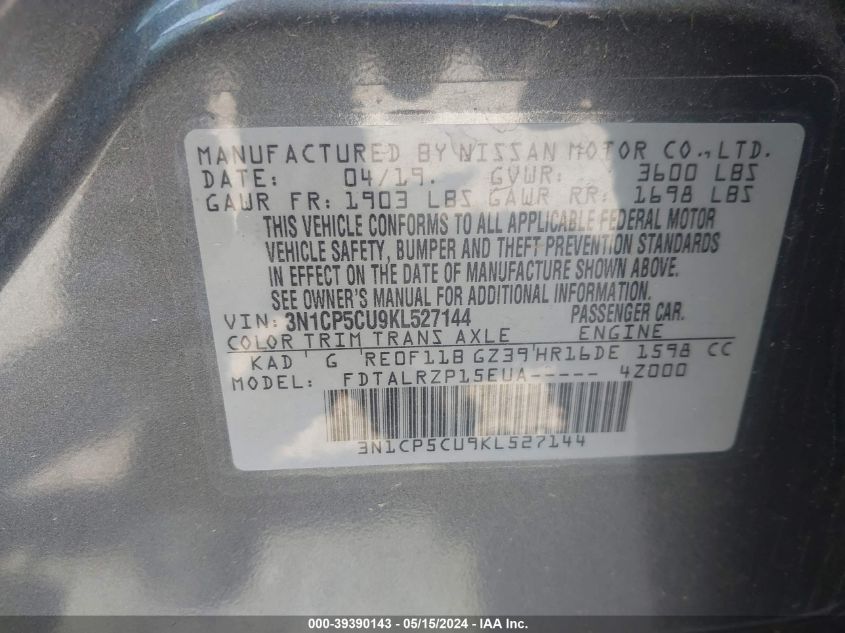 MANUFACTURED BY NISSAN MOTOR CO., LTD.
DATE: 04/19. GVWR: 3600 LBS
GAWR FR: 1903 LBS GAWR RR: 1698 LBS
THIS VEHICLE CONFORMS TO ALL APPLICABLE FEDERAL MOTOR
VEHICLE SAFETY, BUMPER AND THEFT PREVENTION STANDARDS
IN EFFECT ON THE DATE OF MANUFACTURE SHOWN ABOVE.
SEE OWNER'S MANUAL FOR ADDITIONAL INFORMATION.
VIN: 3N1CP5CU9KL527144 PASSENGER CAR.
COLOR TRIM TRANS AXLE ENGINE
KAD G RE0F11B GZ39 HR16DE 1598 CC
MODEL: FDTALRZP15EUA----- 4Z000
3N1CP5CU9KL527144
000-39390143 - 05/15/2024 - IAA Inc.